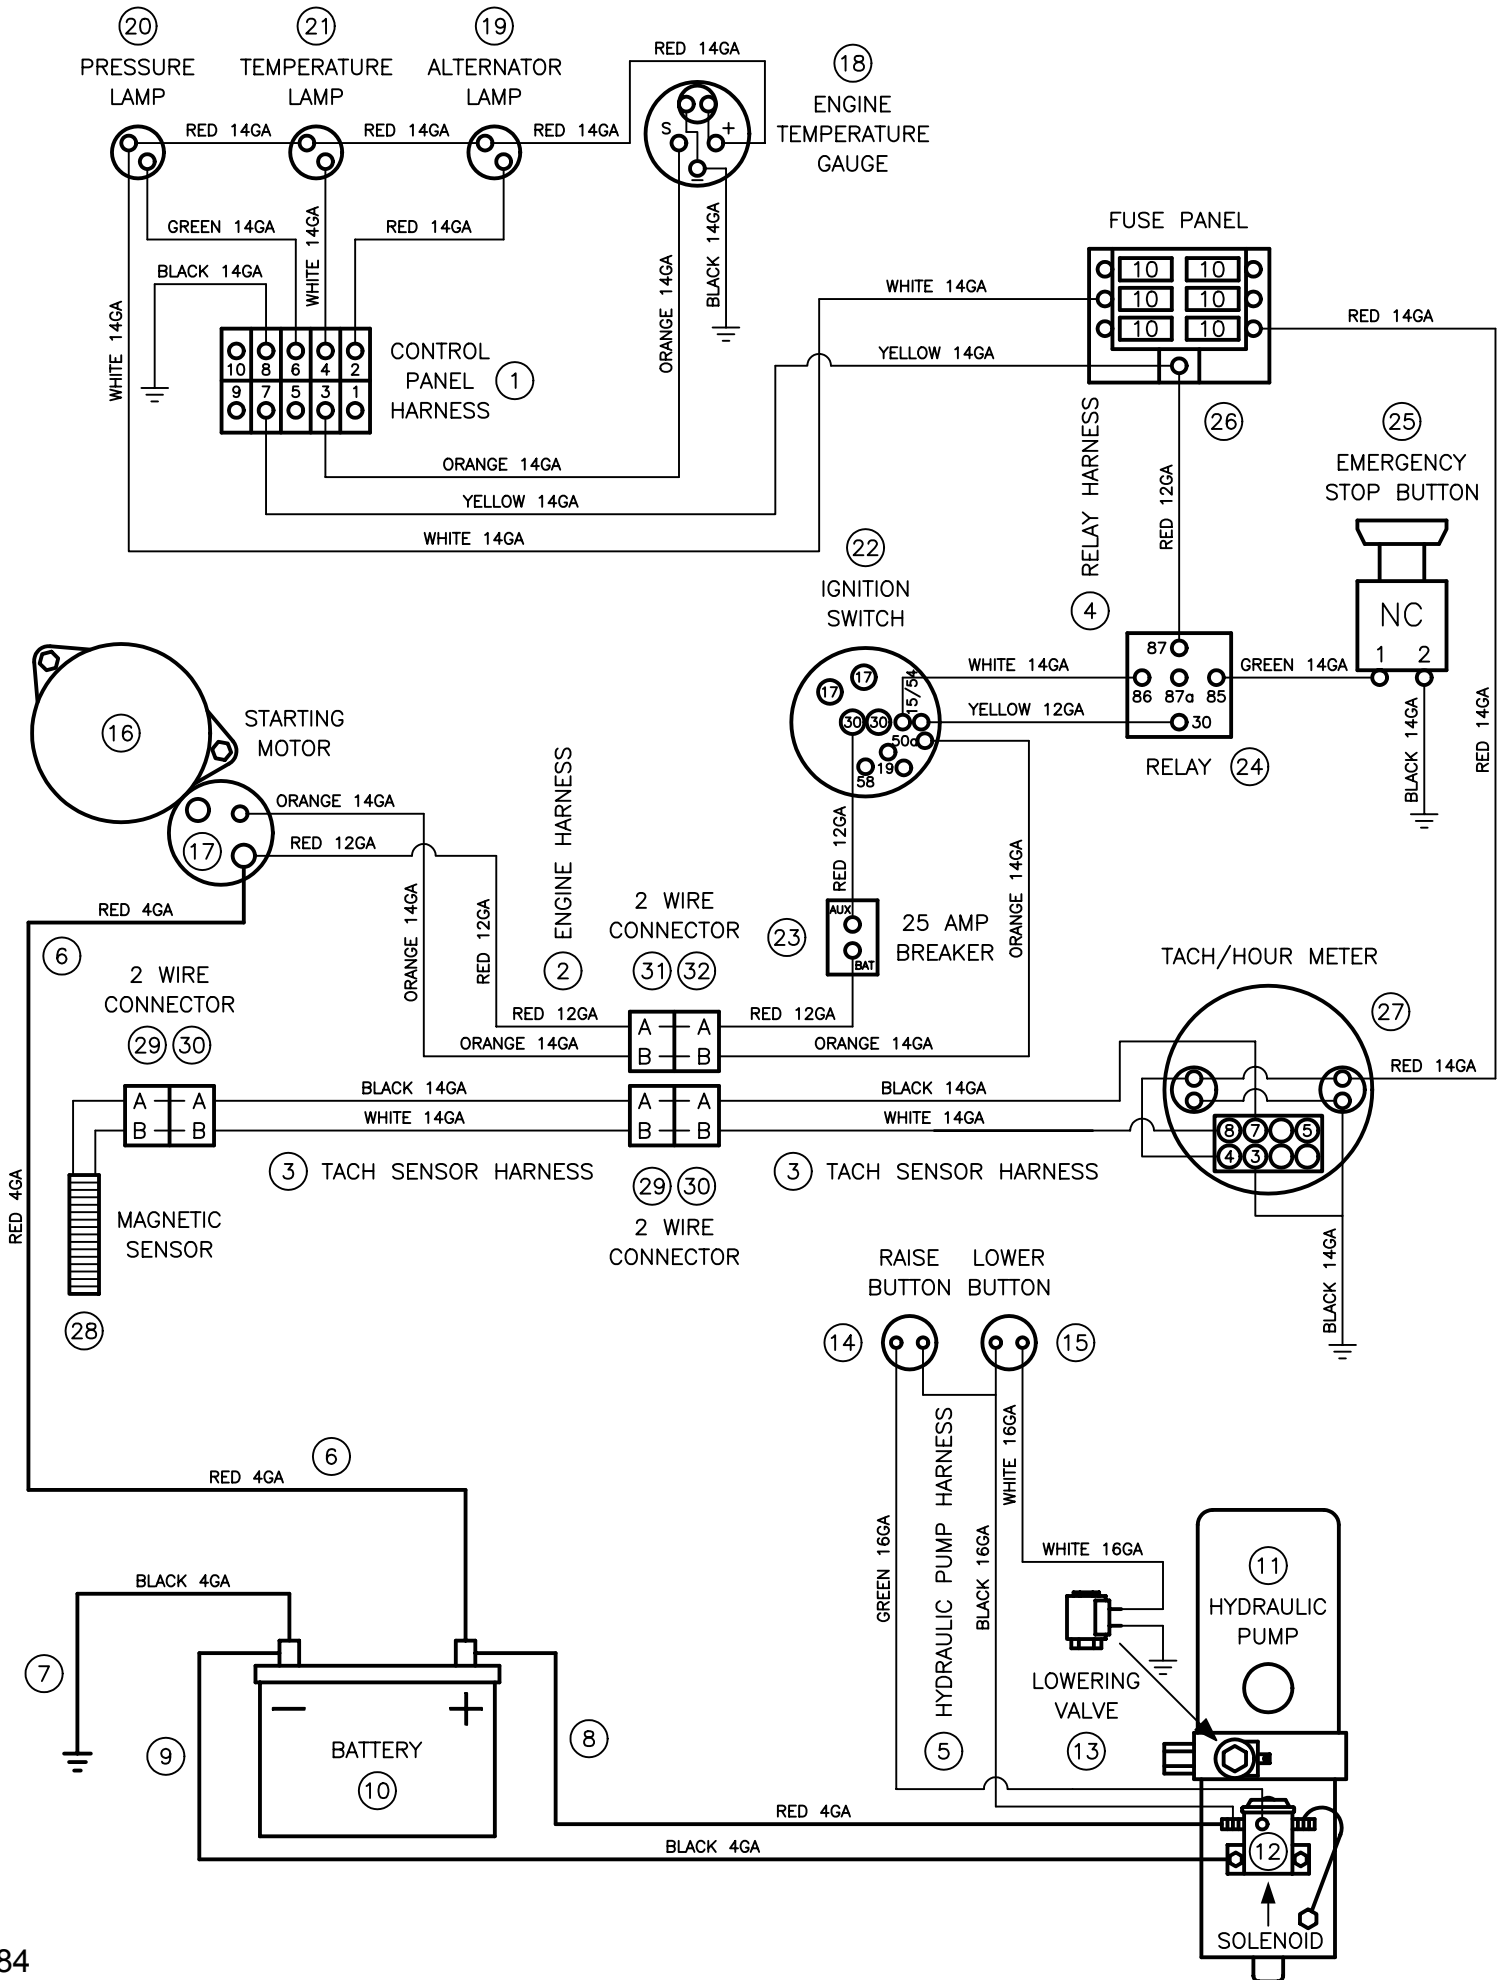 20
21
19
PRESSURE
LAMP
TEMPERATURE
LAMP
ALTERNATOR
LAMP
RED 14GA
18
ENGINE
TEMPERATURE
GAUGE
RED 14GA
RED 14GA
RED 14GA
S
+
−
GREEN 14GA
WHITE 14GA
RED 14GA
BLACK 14GA
WHITE 14GA
ORANGE 14GA
BLACK 14GA
10
8
6
4
2
9
7
5
3
1
CONTROL
PANEL
HARNESS
1
ORANGE 14GA
YELLOW 14GA
WHITE 14GA
FUSE PANEL
10 10
10 10
10 10
WHITE 14GA
YELLOW 14GA
RED 14GA
26
RELAY HARNESS
4
RED 12GA
25
EMERGENCY
STOP BUTTON
NC
1 2
22
IGNITION
SWITCH
17
17
30
30
15/54
50a
19
58
WHITE 14GA
YELLOW 12GA
87
86
87a
85
30
GREEN 14GA
RELAY
24
BLACK 14GA
RED 14GA
16
STARTING
MOTOR
17
ORANGE 14GA
RED 12GA
RED 4GA
6
ORANGE 14GA
RED 12GA
ENGINE HARNESS
2
2 WIRE
CONNECTOR
31
32
RED 12GA
AUX
BAT
23
25 AMP
BREAKER
ORANGE 14GA
RED 12GA
ORANGE 14GA
A A
B B
RED 12GA
ORANGE 14GA
2 WIRE
CONNECTOR
29
30
A A
B B
BLACK 14GA
WHITE 14GA
A A
B B
BLACK 14GA
WHITE 14GA
3
TACH SENSOR HARNESS
29
30
2 WIRE
CONNECTOR
3
TACH SENSOR HARNESS
TACH/HOUR METER
27
RED 14GA
8
7
5
4
3
BLACK 14GA
MAGNETIC
SENSOR
28
RED 4GA
RAISE
BUTTON
LOWER
BUTTON
14
15
GREEN 16GA
HYDRAULIC PUMP HARNESS
5
BLACK 16GA
WHITE 16GA
WHITE 16GA
LOWERING
VALVE
13
11
HYDRAULIC
PUMP
6
RED 4GA
BLACK 4GA
7
9
8
−
+
BATTERY
10
RED 4GA
BLACK 4GA
12
SOLENOID
84